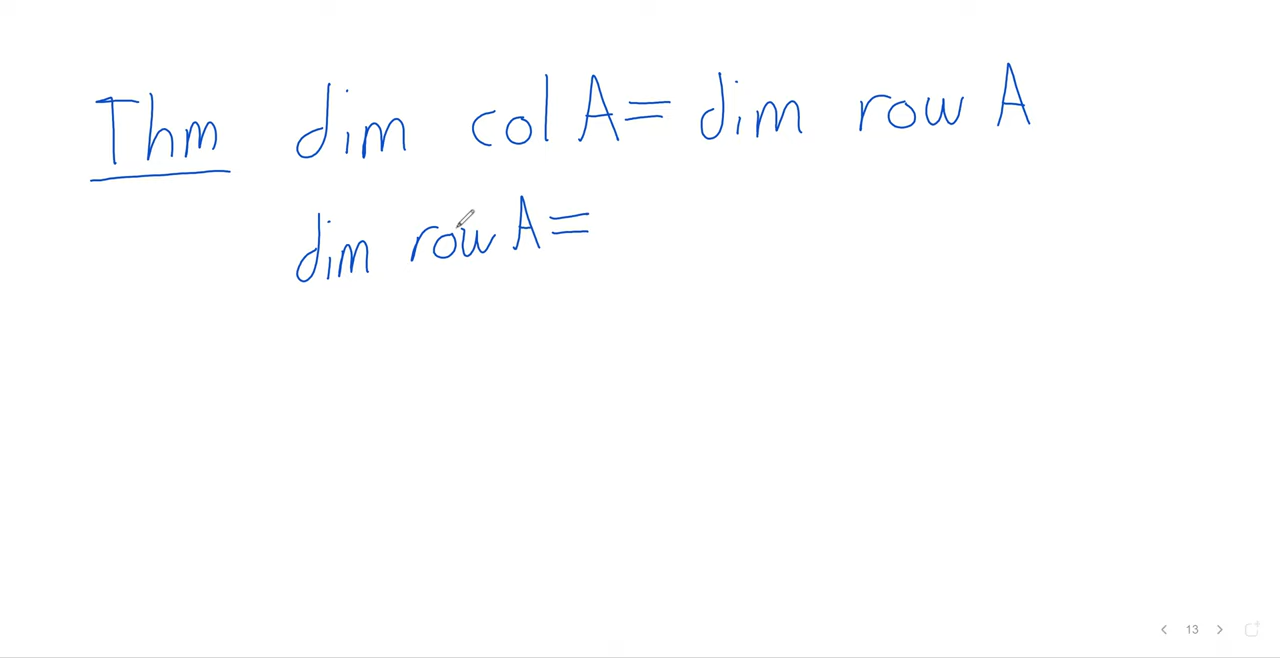 Thm dim col A = dim row A
dim row A =
< 13 >